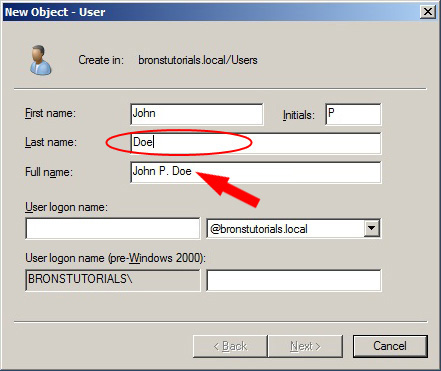 New Object - User
Create in: bronstutorials.local/Users
First name: John Initials: P
Last name: Doe
Full name: John P. Doe
User logon name:
@bronstutorials.local
User logon name (pre-Windows 2000):
BRONSTUTORIALS\
< Back Next > Cancel